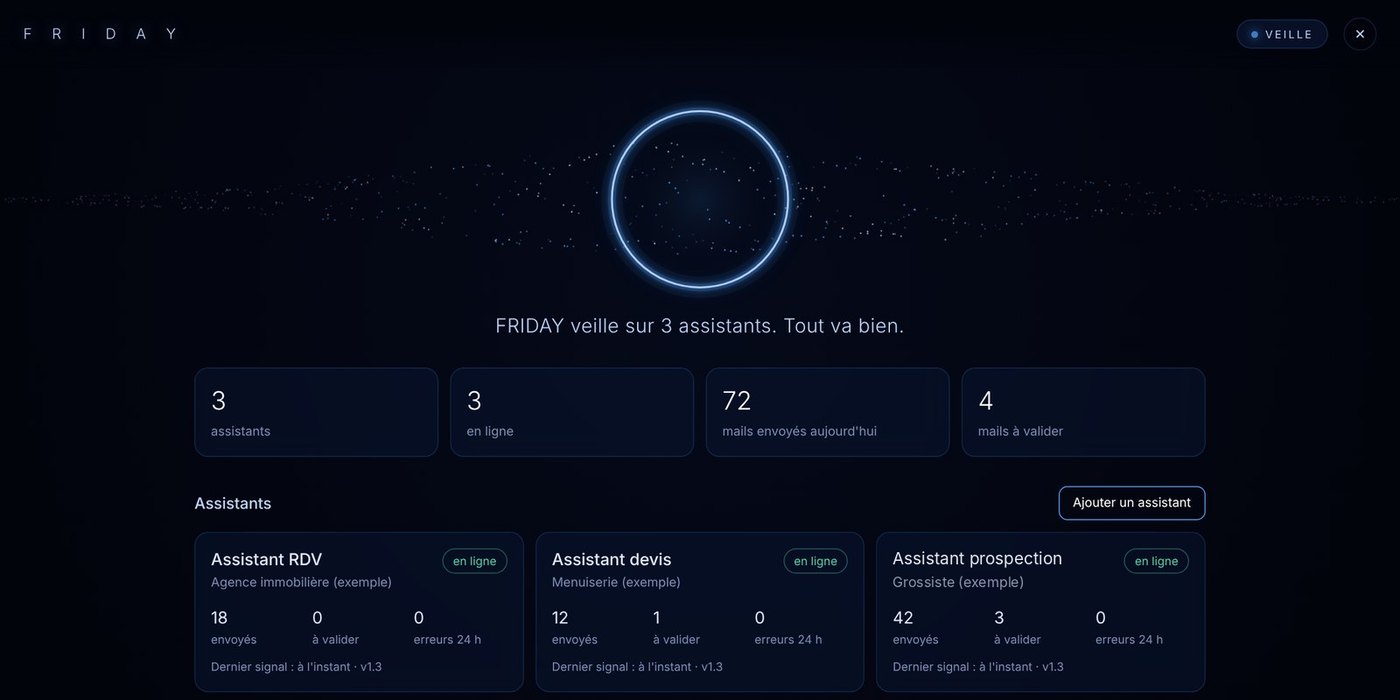 FRIDAY
VEILLE
FRIDAY veille sur 3 assistants. Tout va bien.
3
assistants
3
en ligne
72
mails envoyés aujourd'hui
4
mails à valider
Assistants
Ajouter un assistant
Assistant RDV
en ligne
Agence immobilière (exemple)
18
envoyés
0
à valider
0
erreurs 24 h
Dernier signal : à l'instant · v1.3
Assistant devis
en ligne
Menuiserie (exemple)
12
envoyés
1
à valider
0
erreurs 24 h
Dernier signal : à l'instant · v1.3
Assistant prospection
en ligne
Grossiste (exemple)
42
envoyés
3
à valider
0
erreurs 24 h
Dernier signal : à l'instant · v1.3